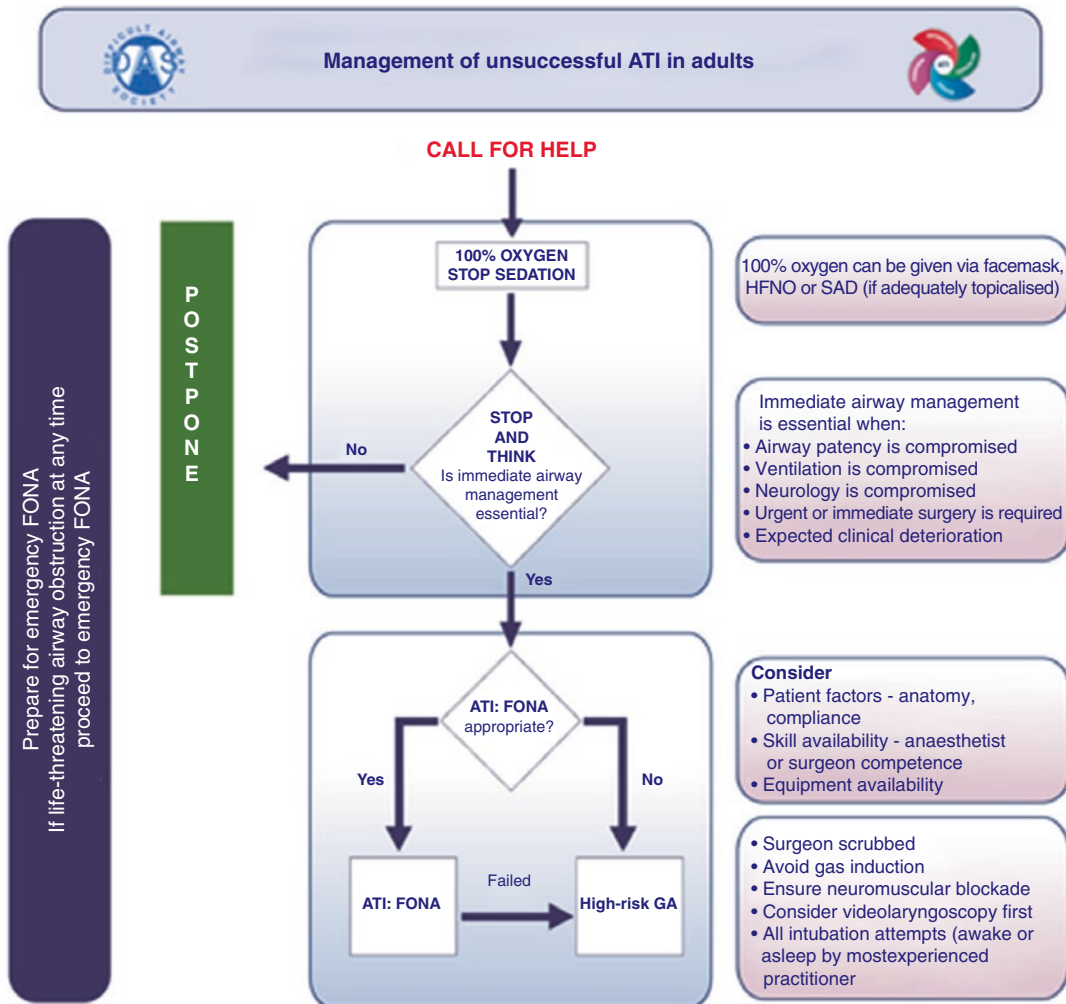 DIFFICULT AIRWAY
DAS
SOCIETY
Management of unsuccessful ATI in adults
CALL FOR HELP
Prepare for emergency FONA
If life-threatening airway obstruction at any time
proceed to emergency FONA
POSTPONE
100% OXYGEN
STOP SEDATION
100% oxygen can be given via facemask,
HFNO or SAD (if adequately topicalised)
STOP
AND
THINK
Is immediate airway
management
essential?
No
Yes
Immediate airway management
is essential when:
• Airway patency is compromised
• Ventilation is compromised
• Neurology is compromised
• Urgent or immediate surgery is required
• Expected clinical deterioration
ATI: FONA
appropriate?
Yes
No
Consider
• Patient factors - anatomy,
compliance
• Skill availability - anaesthetist
or surgeon competence
• Equipment availability
ATI: FONA
Failed
High-risk GA
• Surgeon scrubbed
• Avoid gas induction
• Ensure neuromuscular blockade
• Consider videolaryngoscopy first
• All intubation attempts (awake or
asleep by mostexperienced
practitioner